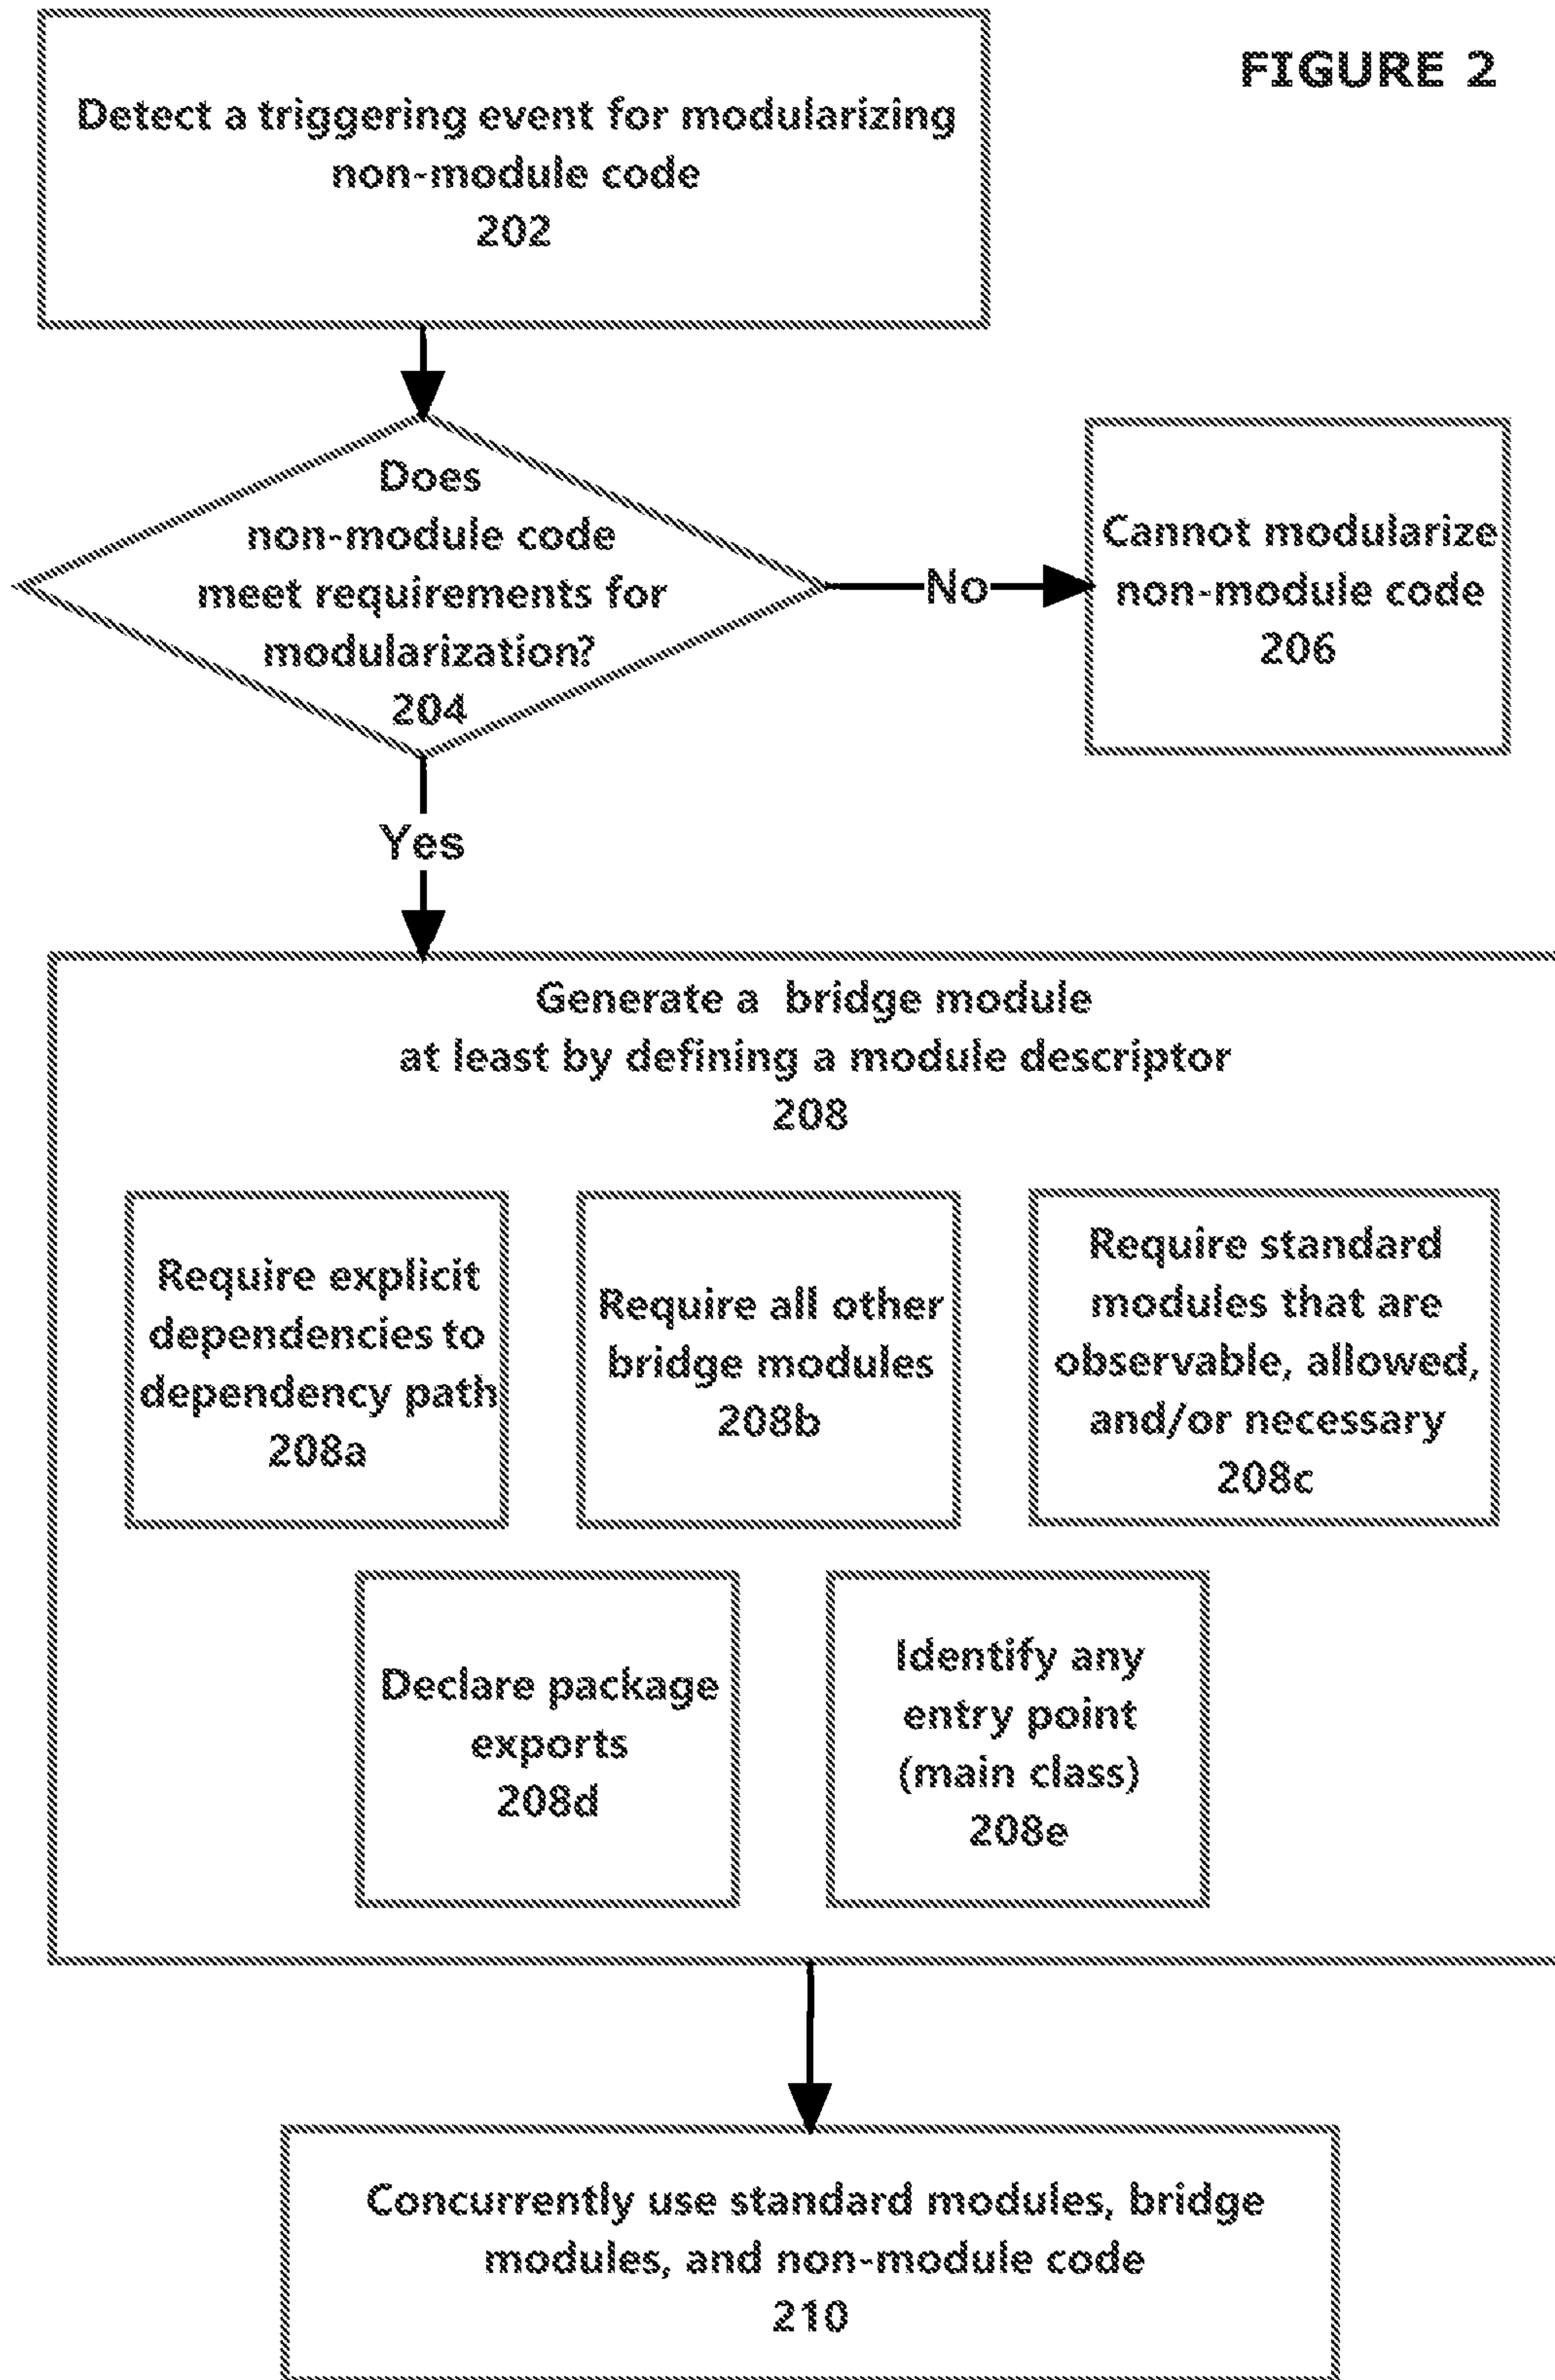 FIGURE 2
Detect a triggering event for modularizing
non-module code
202
Does
non-module code
meet requirements for
modularization?
204
No
Cannot modularize
non-module code
206
Yes
Generate a bridge module
at least by defining a module descriptor
208
Require explicit
dependencies to
dependency path
208a
Require all other
bridge modules
208b
Require standard
modules that are
observable, allowed,
and/or necessary
208c
Declare package
exports
208d
Identify any
entry point
(main class)
208e
Concurrently use standard modules, bridge
modules, and non-module code
210